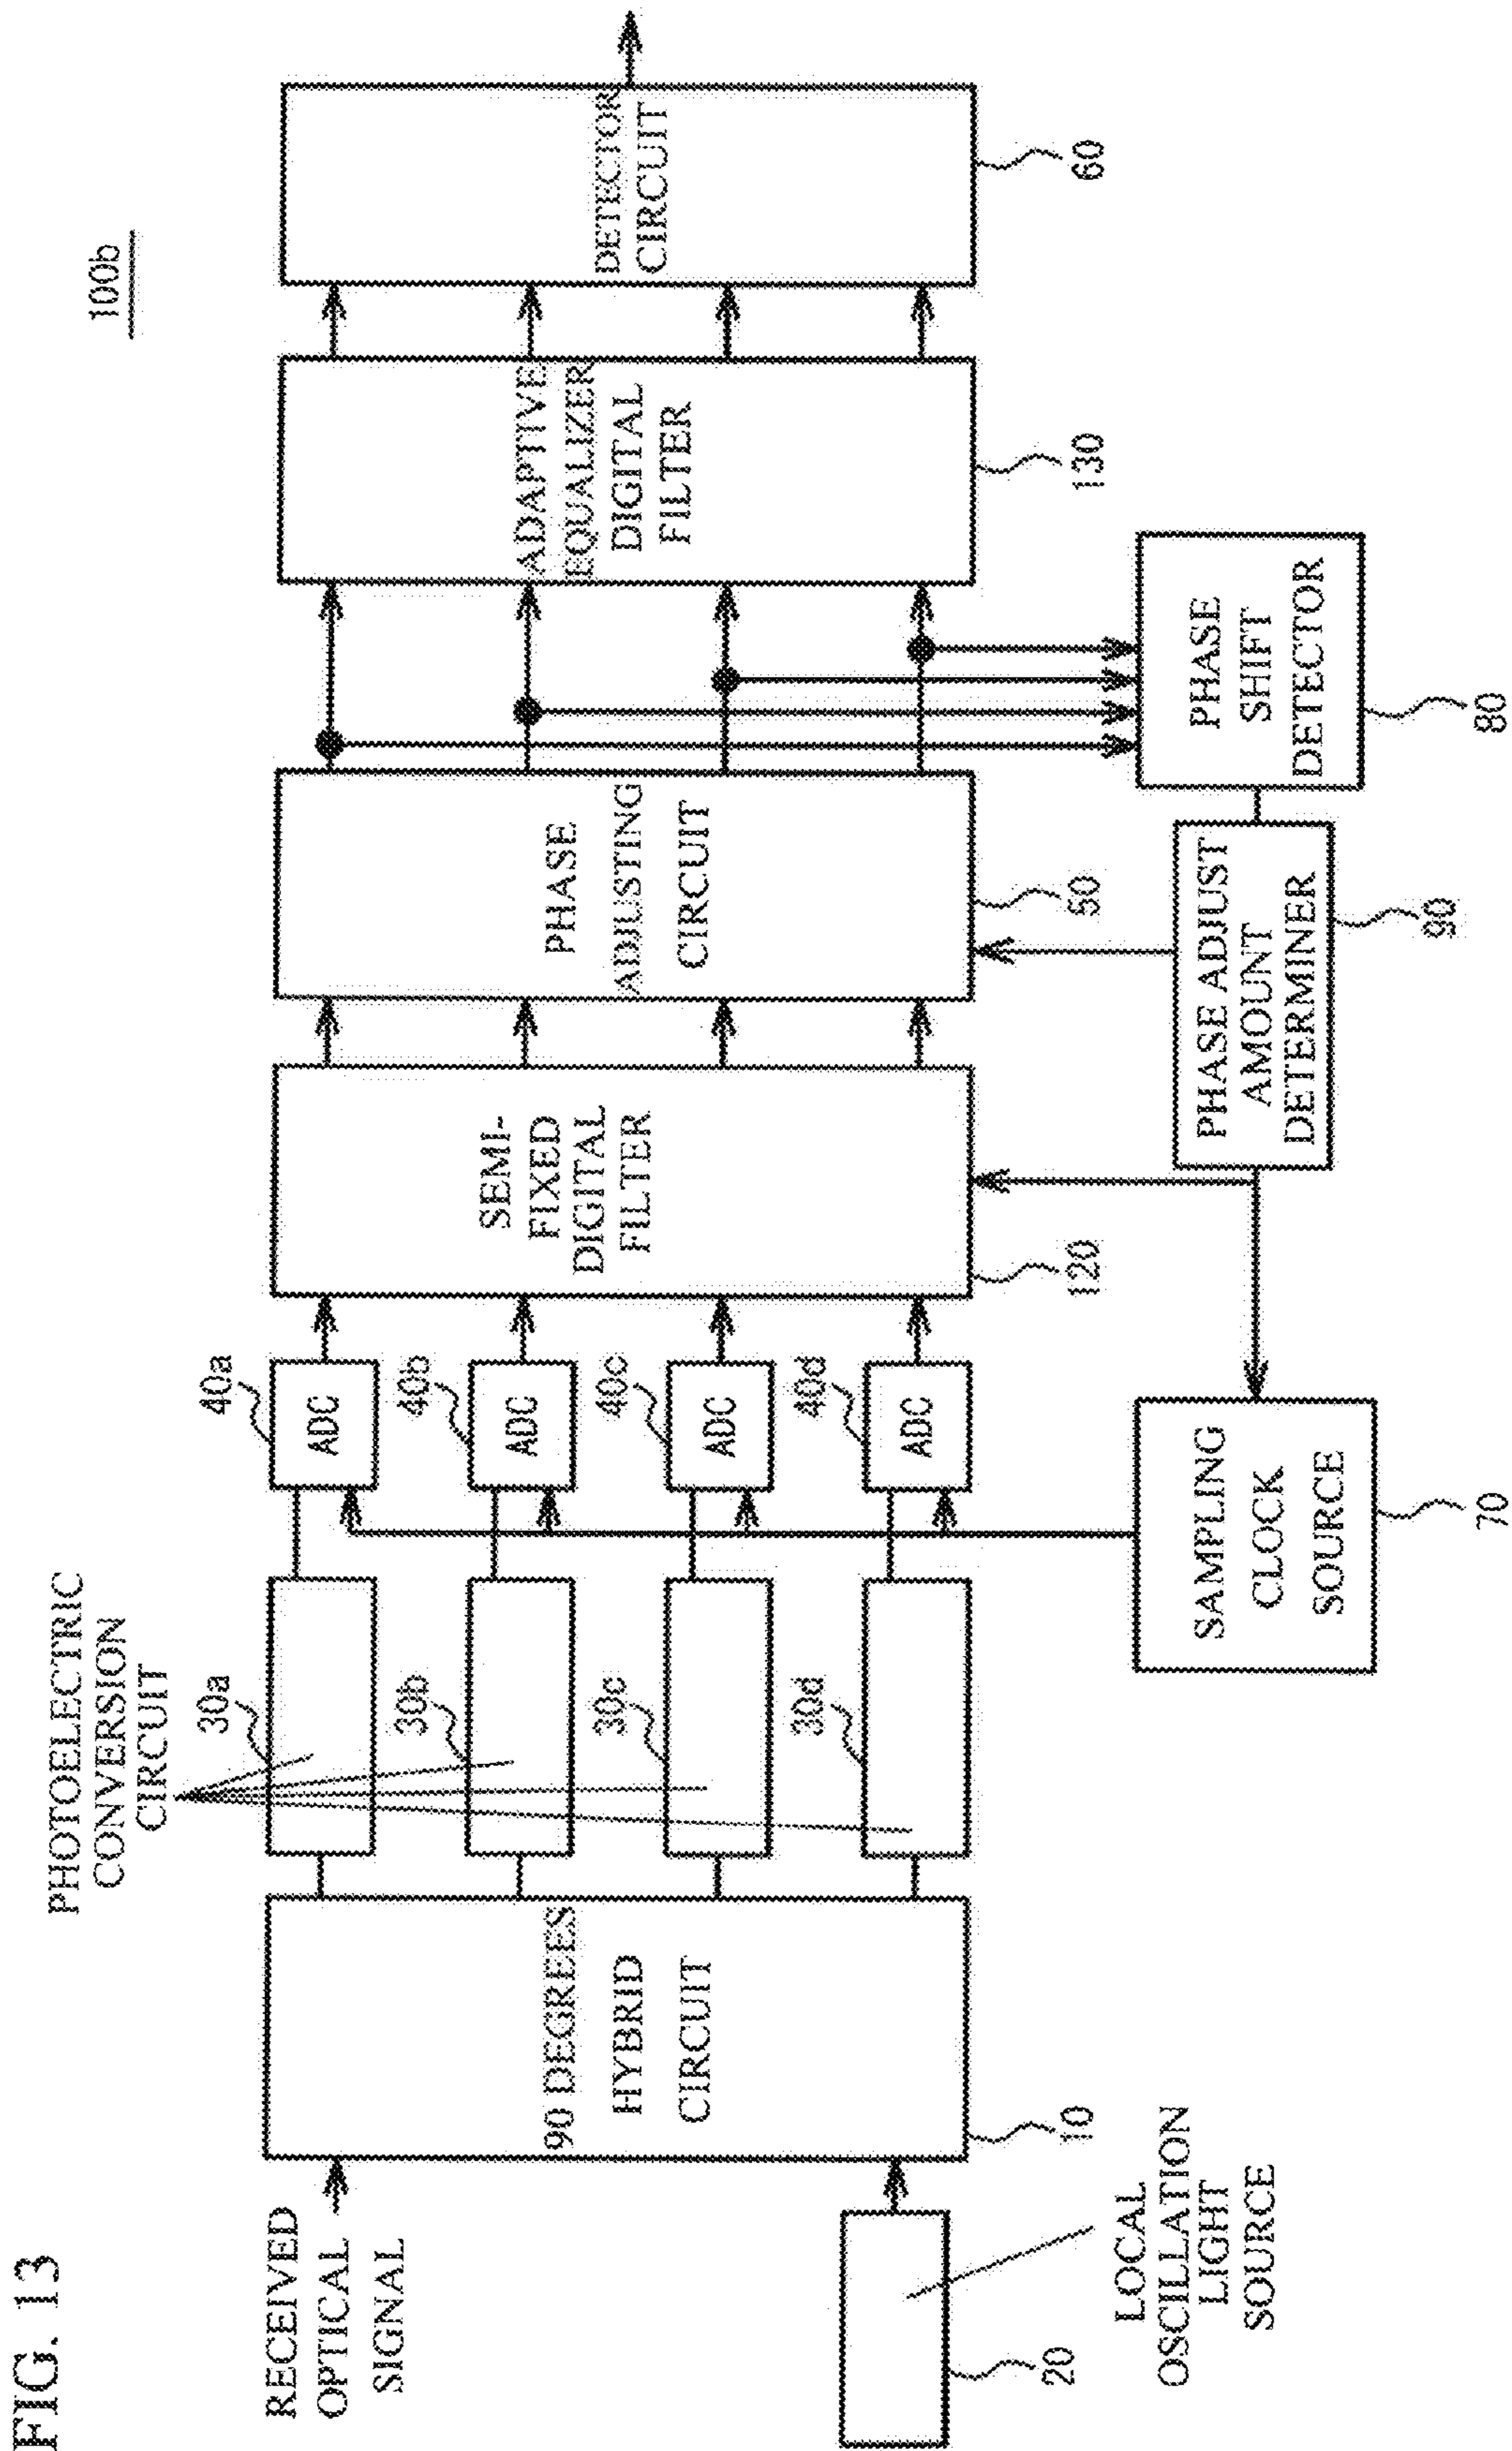 FIG. 13
100b
RECEIVED
OPTICAL
SIGNAL
20
LOCAL
OSCILLATION
LIGHT
SOURCE
90 DEGREES
HYBRID
CIRCUIT
10
PHOTOELECTRIC
CONVERSION
CIRCUIT
30a
30b
30c
30d
40a
ADC
40b
ADC
40c
ADC
40d
ADC
SAMPLING
CLOCK
SOURCE
70
SEMI-
FIXED
DIGITAL
FILTER
120
PHASE
ADJUSTING
CIRCUIT
50
PHASE ADJUST
AMOUNT
DETERMINER
90
PHASE
SHIFT
DETECTOR
80
ADAPTIVE
EQUALIZER
DIGITAL
FILTER
130
DETECTOR
CIRCUIT
60